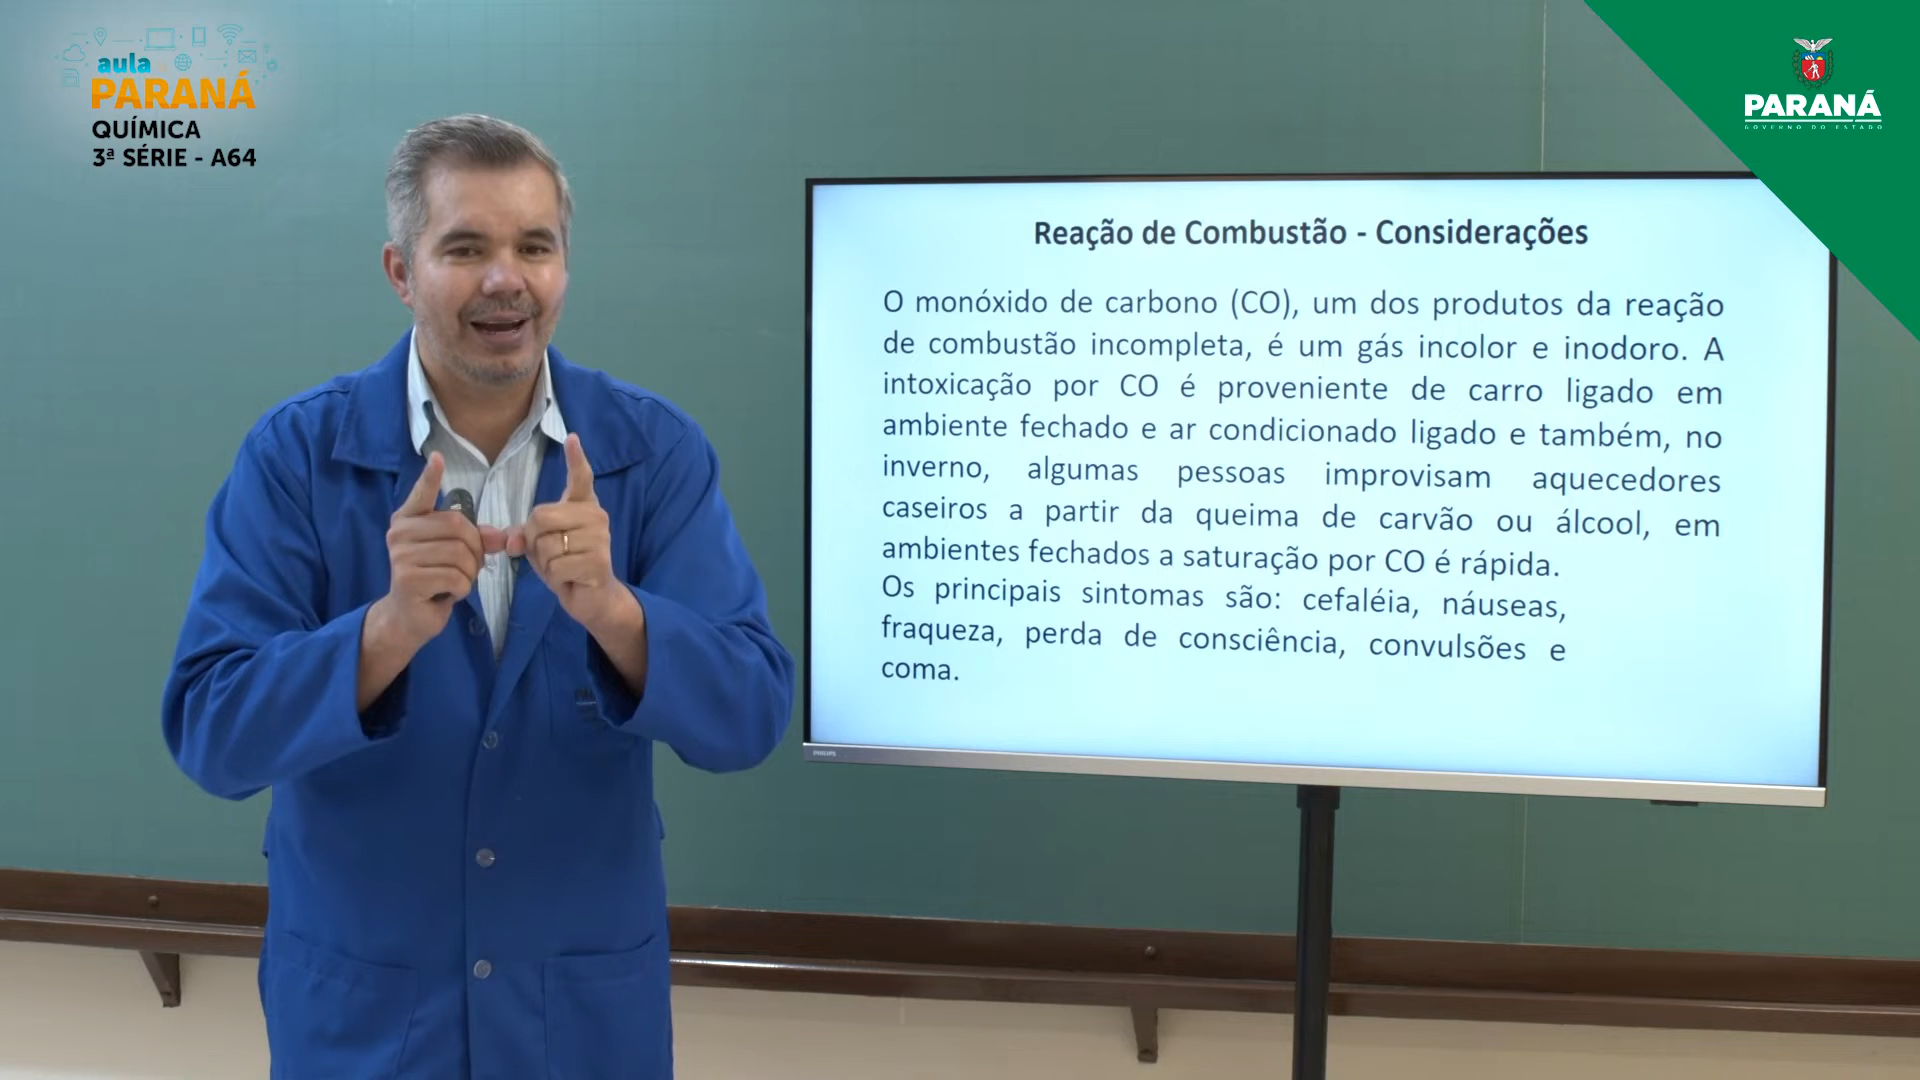 aula
PARANÁ
QUÍMICA
3ª SÉRIE - A64
PARANÁ
GOVERNO DO ESTADO
Reação de Combustão - Considerações
O monóxido de carbono (CO), um dos produtos da reação
de combustão incompleta, é um gás incolor e inodoro. A
intoxicação por CO é proveniente de carro ligado em
ambiente fechado e ar condicionado ligado e também, no
inverno, algumas pessoas improvisam aquecedores
caseiros a partir da queima de carvão ou álcool, em
ambientes fechados a saturação por CO é rápida.
Os principais sintomas são: cefaléia, náuseas,
fraqueza, perda de consciência, convulsões e
coma.
PHILIPS